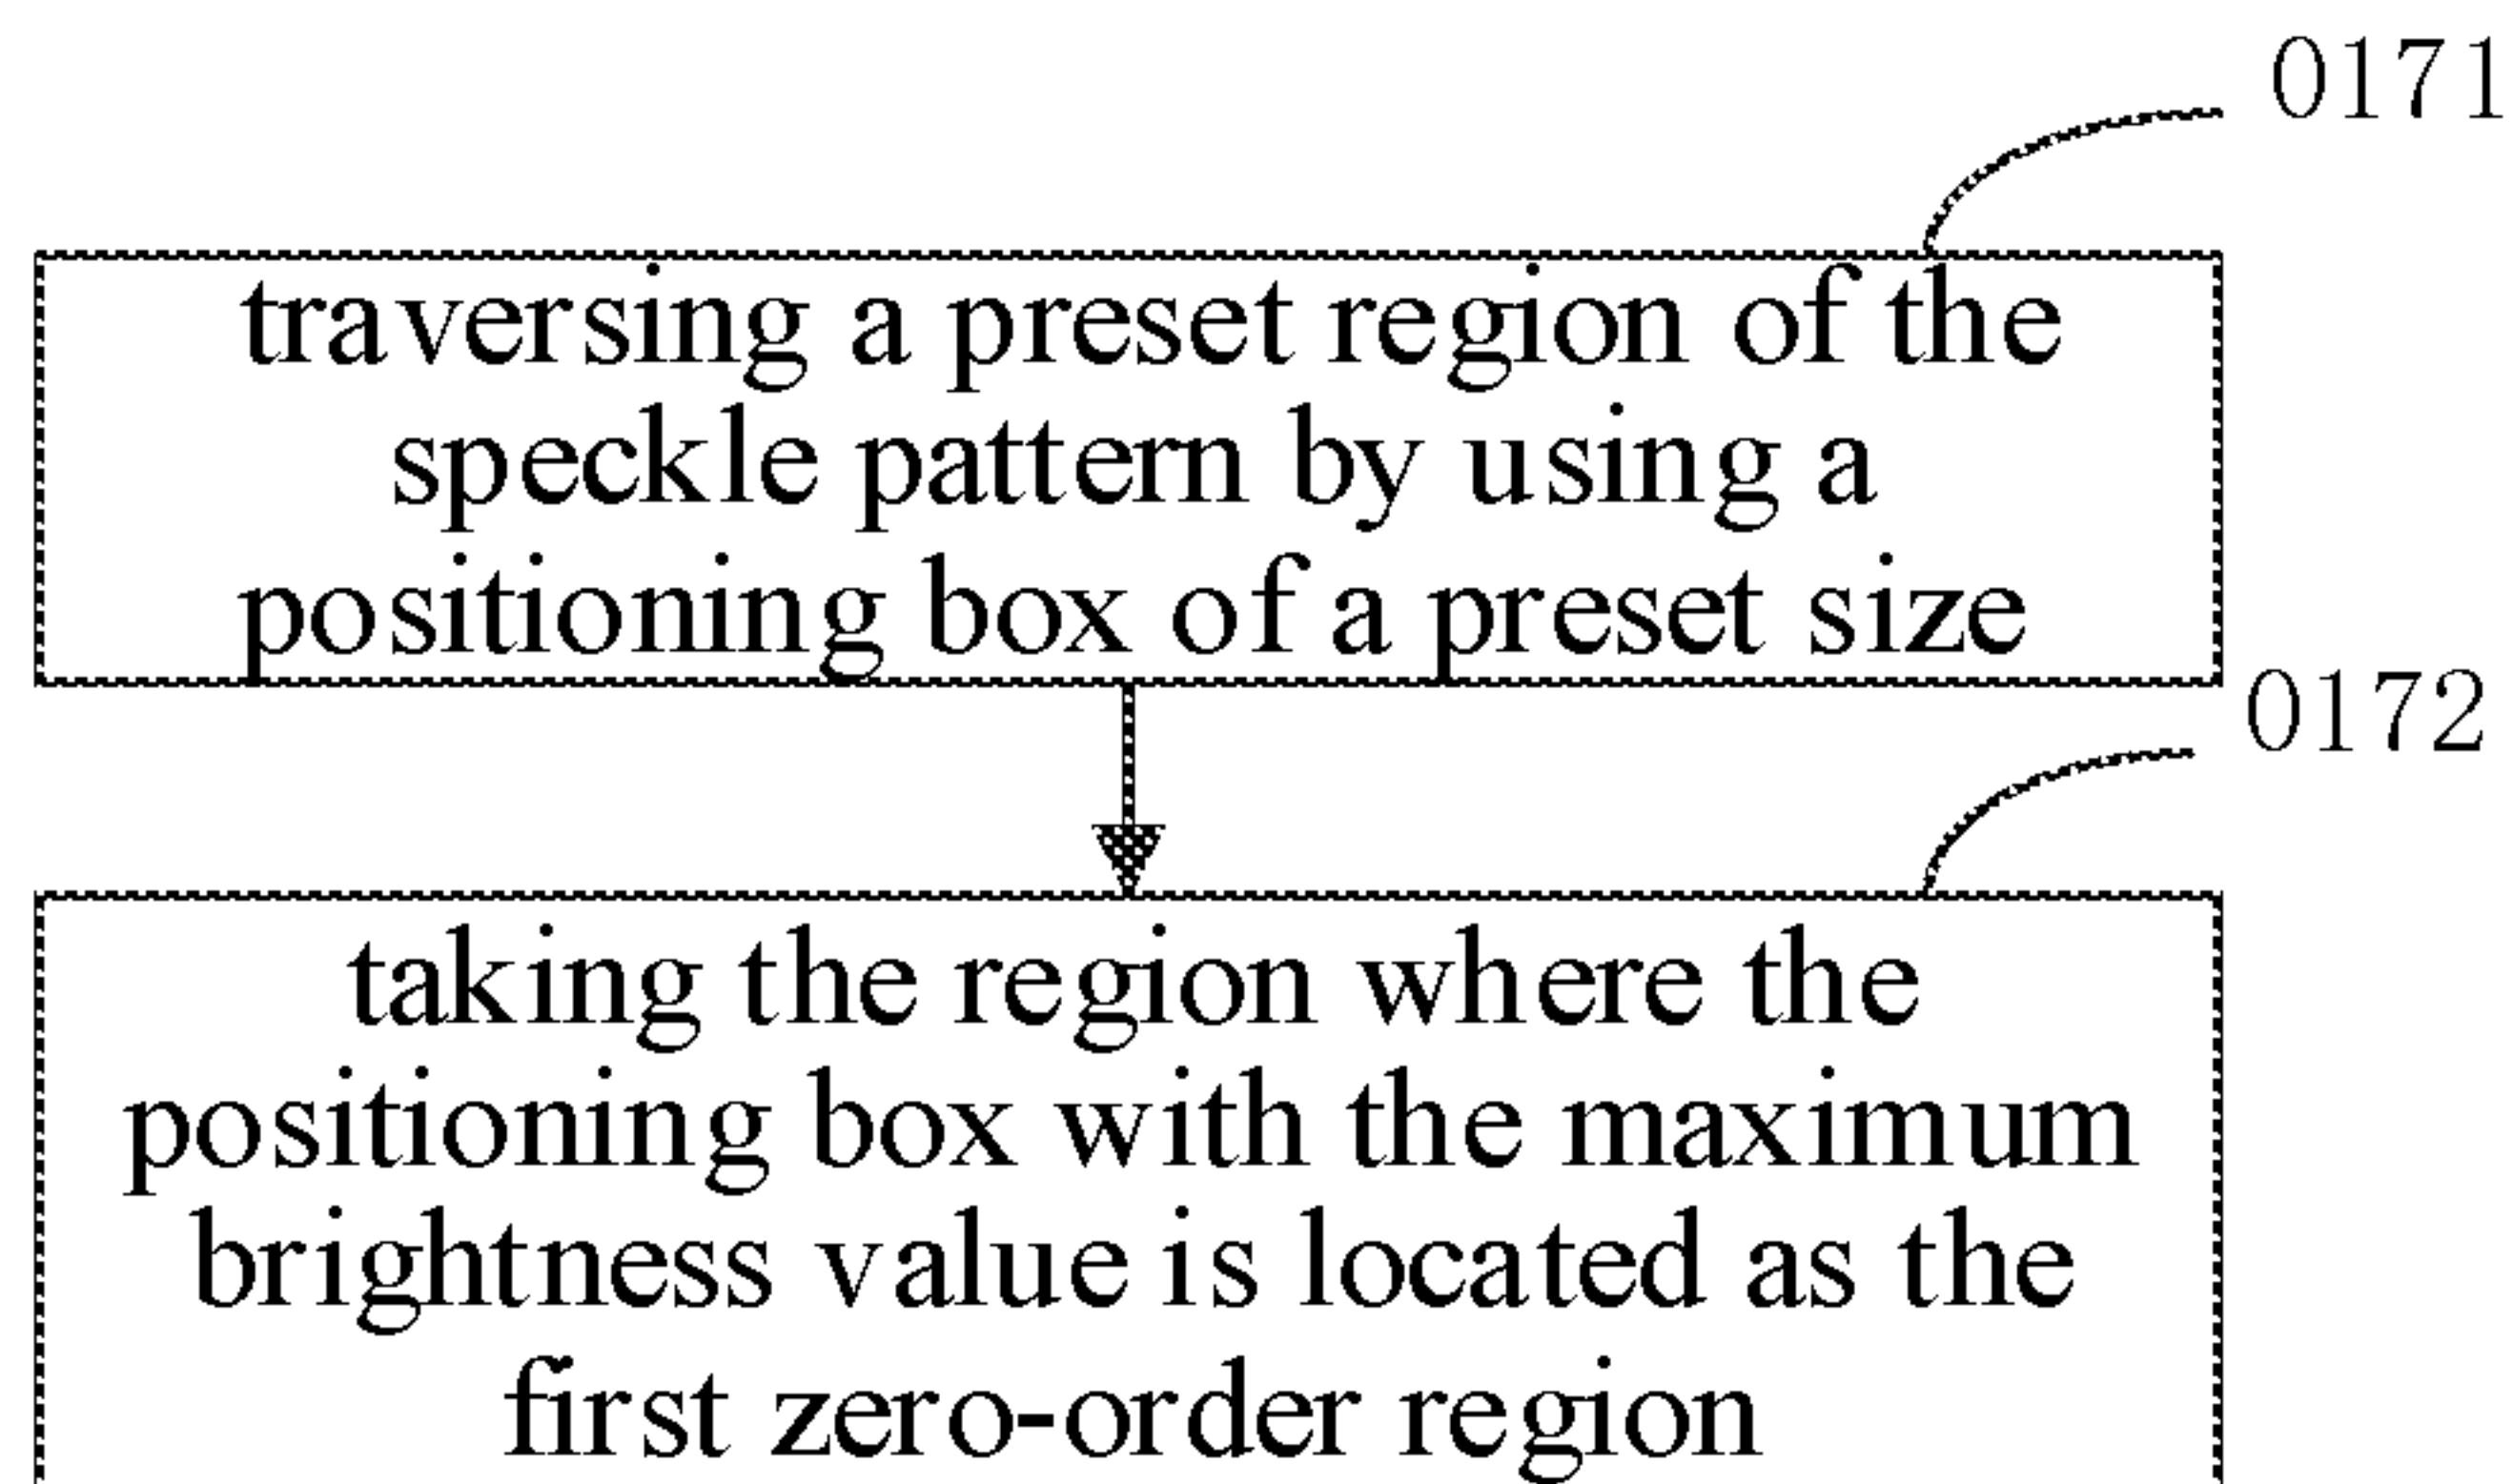 0171
traversing a preset region of the
speckle pattern by using a
positioning box of a preset size
0172
taking the region where the
positioning box with the maximum
brightness value is located as the
first zero-order region